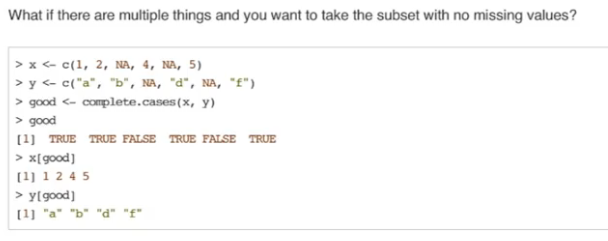 What if there are multiple things and you want to take the subset with no missing values?
> x <- c(1, 2, NA, 4, NA, 5)
> y <- c("a", "b", NA, "d", NA, "f")
> good <- complete.cases(x, y)
> good
[1]  TRUE  TRUE FALSE  TRUE FALSE  TRUE
> x[good]
[1] 1 2 4 5
> y[good]
[1] "a" "b" "d" "f"